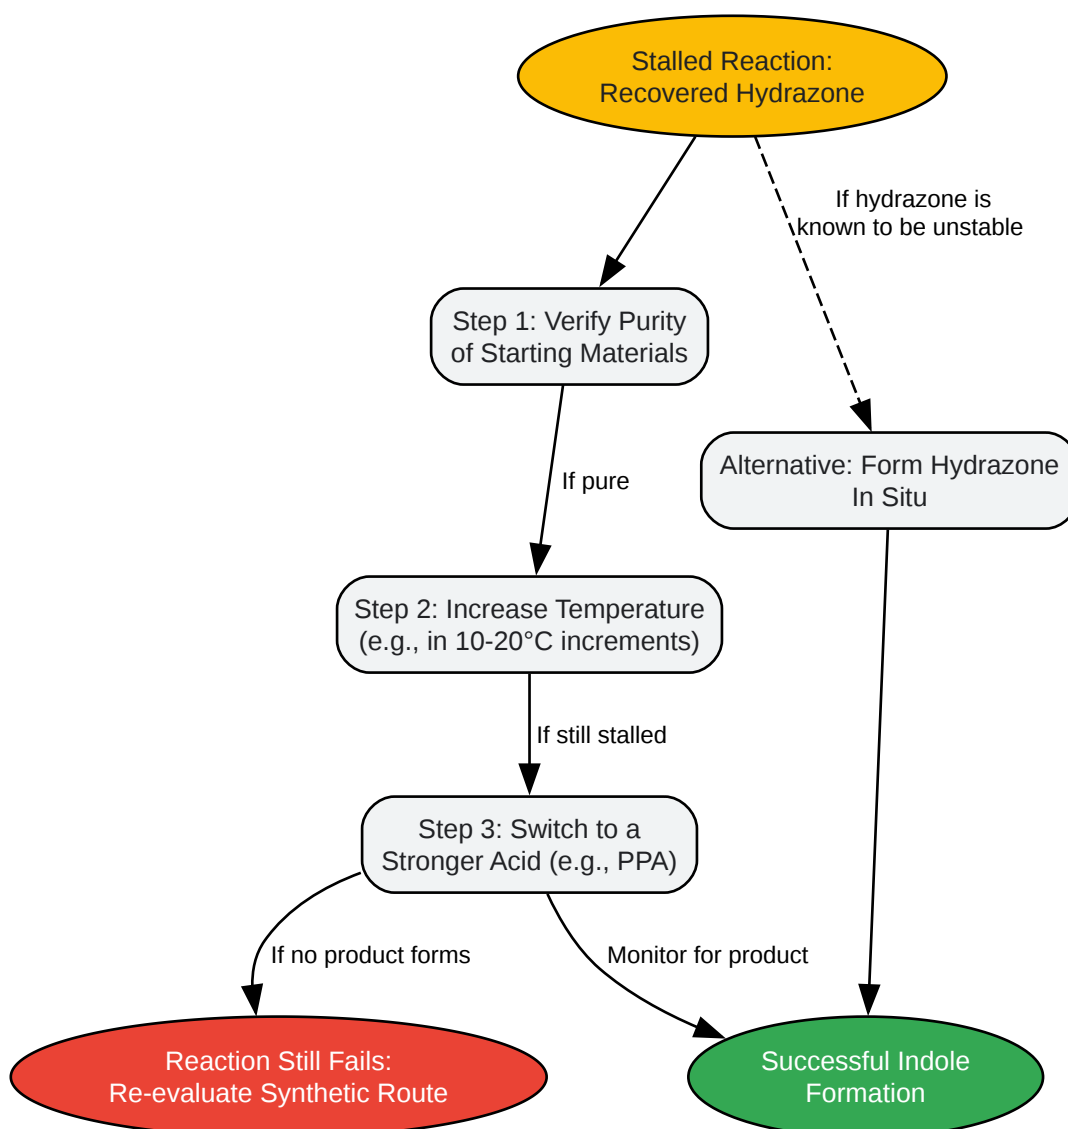 Stalled Reaction:
Recovered Hydrazone
If hydrazone is
known to be unstable
Step 1: Verify Purity
of Starting Materials
If pure
Alternative: Form Hydrazone
In Situ
Step 2: Increase Temperature
(e.g., in 10-20°C increments)
If still stalled
Step 3: Switch to a
Stronger Acid (e.g., PPA)
If no product forms
Monitor for product
Reaction Still Fails:
Re-evaluate Synthetic Route
Successful Indole
Formation